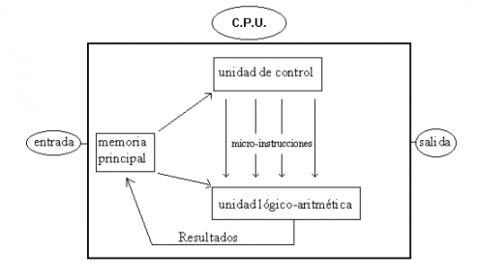 C.P.U.
unidad de control
entrada
memoria
principal
micro-instrucciones
salida
unidad lógico-aritmética
Resultados